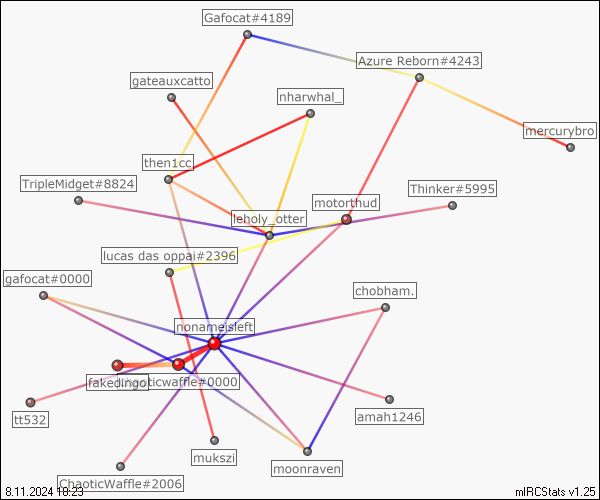 Gafocat#4189
Azure Reborn#4243
gateauxcatto
nharwhal_
mercurybro
then1cc
TripleMidget#8824
Thinker#5995
motorthud
leholy_otter
lucas das oppai#2396
gafocat#0000
chobham.
nonameisleft
fakedingo
chaoticwaffle#0000
tt532
amah1246
mukszi
moonraven
ChaoticWaffle#2006
8.11.2024 18:23
mIRCStats v1.25